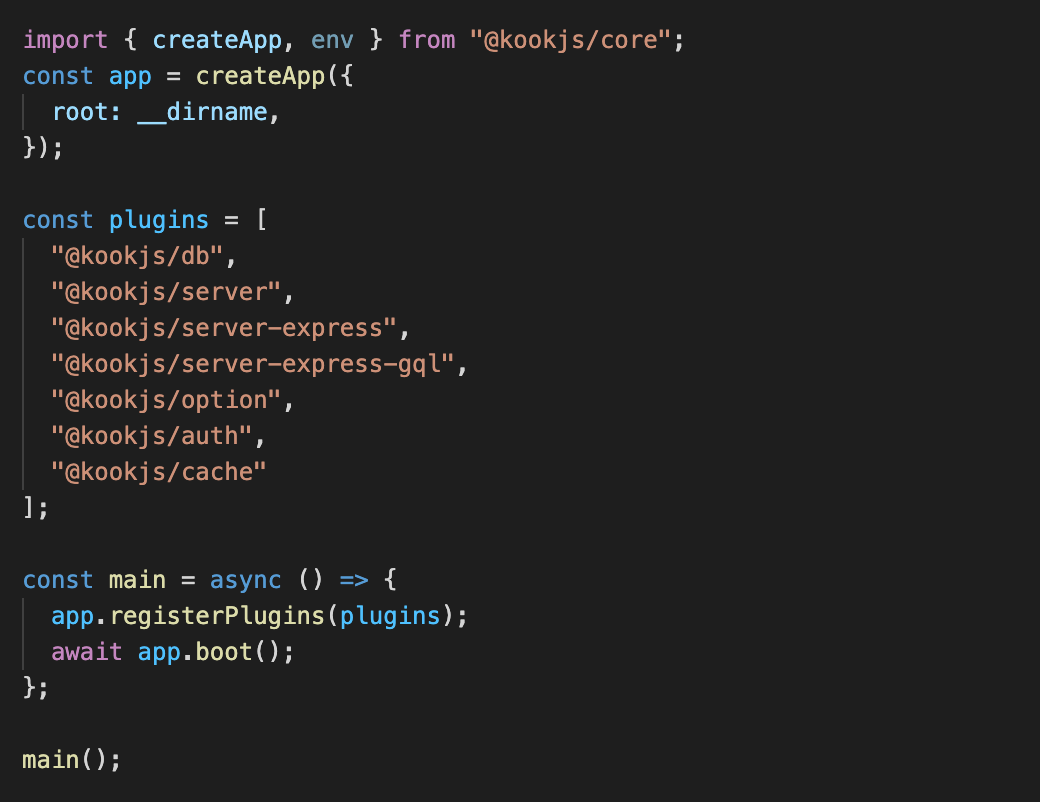 import { createApp, env } from "@kookjs/core";
const app = createApp({
  root: __dirname,
});

const plugins = [
  "@kookjs/db",
  "@kookjs/server",
  "@kookjs/server-express",
  "@kookjs/server-express-gql",
  "@kookjs/option",
  "@kookjs/auth",
  "@kookjs/cache"
];

const main = async () => {
  app.registerPlugins(plugins);
  await app.boot();
};

main();